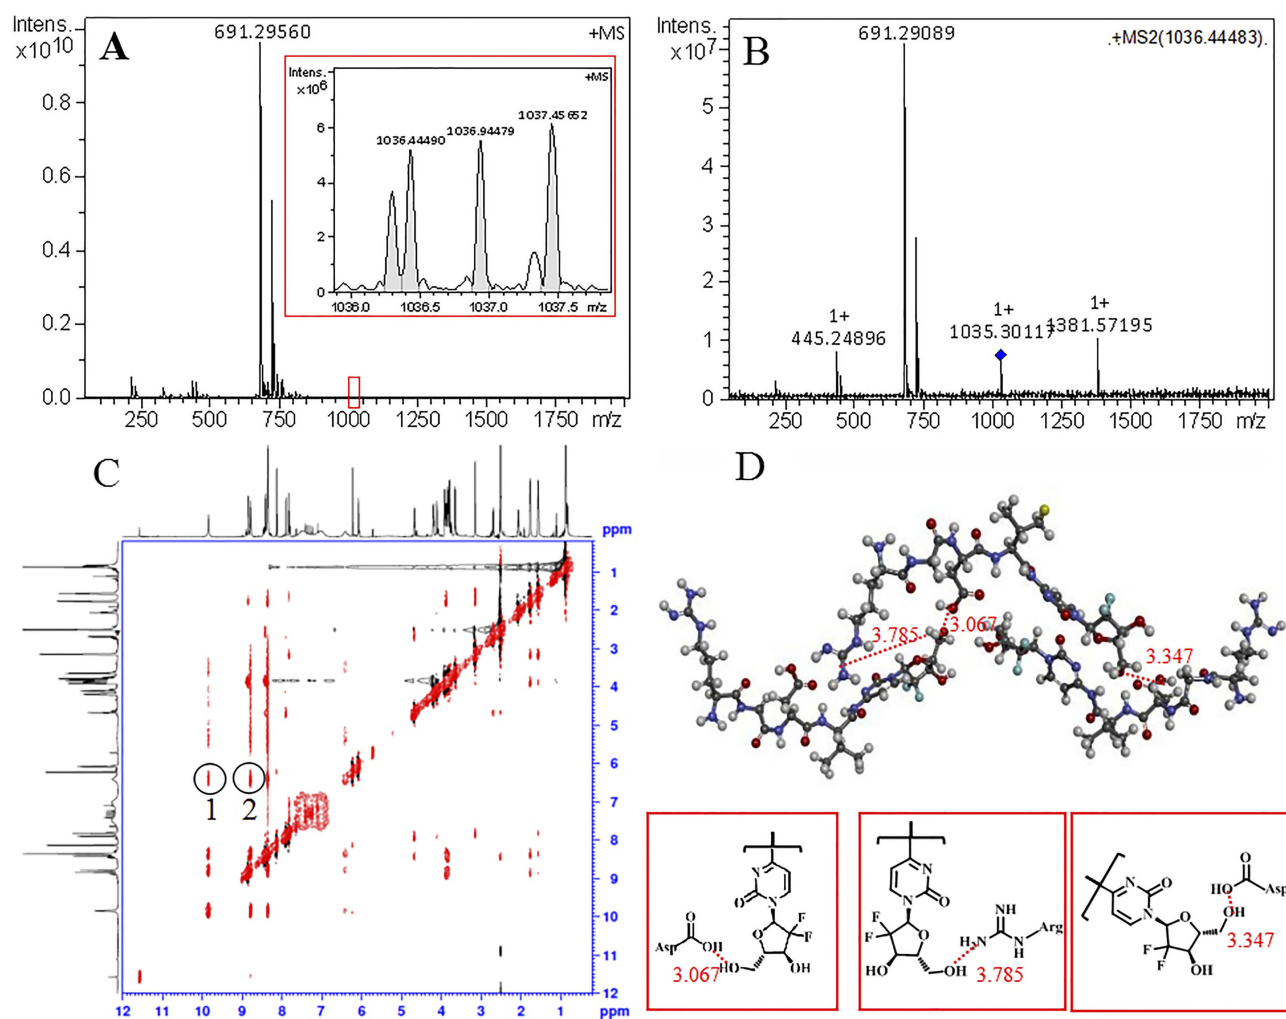 A
Intens.
x10¹⁰
691.29560
+MS
0.8
0.6
0.4
0.2
0.0
250 500 750 1000 1250 1500 1750 m/z
Intens.
x10⁶
+MS
1036.44490
1036.94479
1037.45652
6
4
2
0
1036.0 1036.5 1037.0 1037.5 m/z
B
Intens.
x10⁷
691.29089
.+MS2(1036.44483).
5
4
3
2
1
0
1+
445.24896
1+
1035.30117
1+
1381.57195
250 500 750 1000 1250 1500 1750 m/z
C
ppm
1
2
3
4
5
6
7
8
9
10
11
12
1 2
12 11 10 9 8 7 6 5 4 3 2 1 ppm
D
3.785
3.067
3.347
N
N
O
O
Asp
OH
F
F
O
HO
OH
3.067
N
O
N
F
F
O
HO
OH
NH
H₂N
N
H
Arg
3.785
N
O
N
O
F
F
OH
OH
O
HO
Asp
3.347